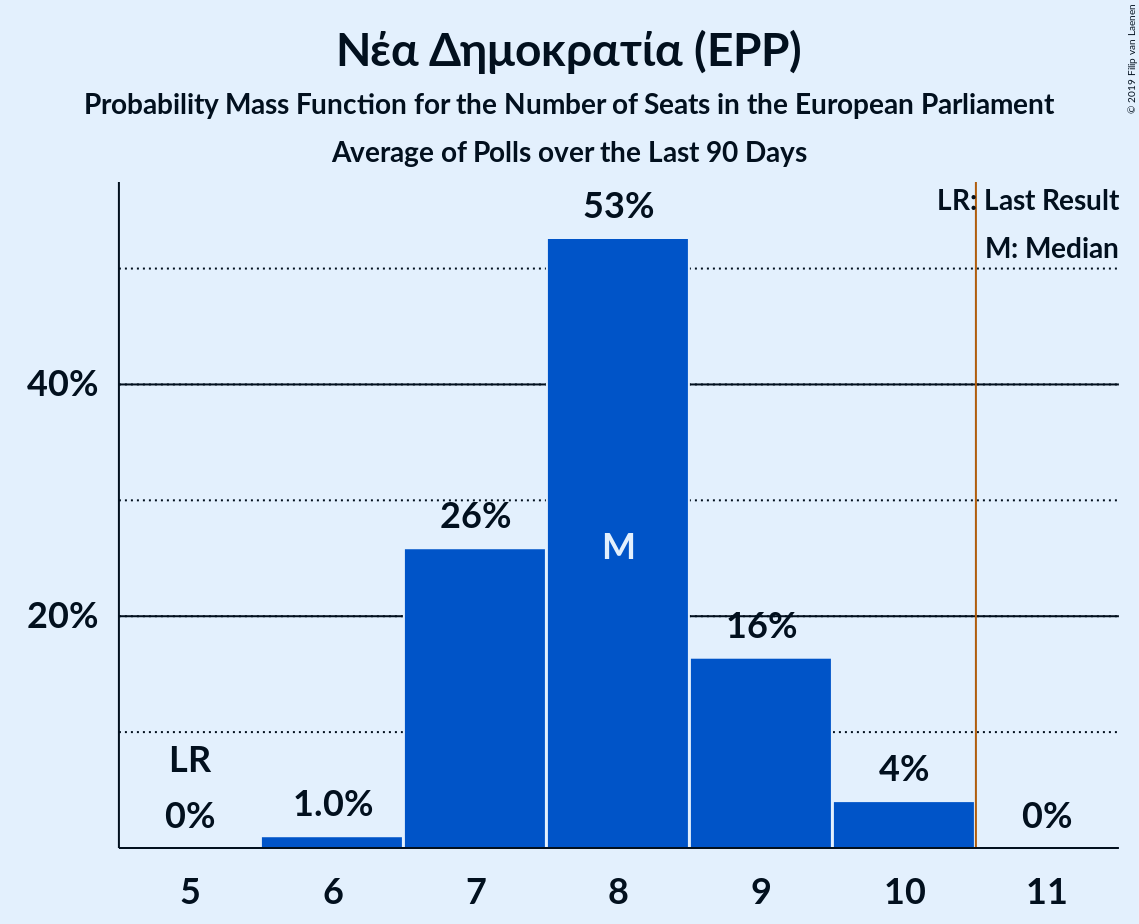 Νέα Δημοκρατία (EPP)
Probability Mass Function for the Number of Seats in the European Parliament
Average of Polls over the Last 90 Days
© 2019 Filip van Laenen
LR: Last Result
M: Median
53%
40%
26%
M
20%
16%
LR
4%
1.0%
0%
0%
5 6 7 8 9 10 11